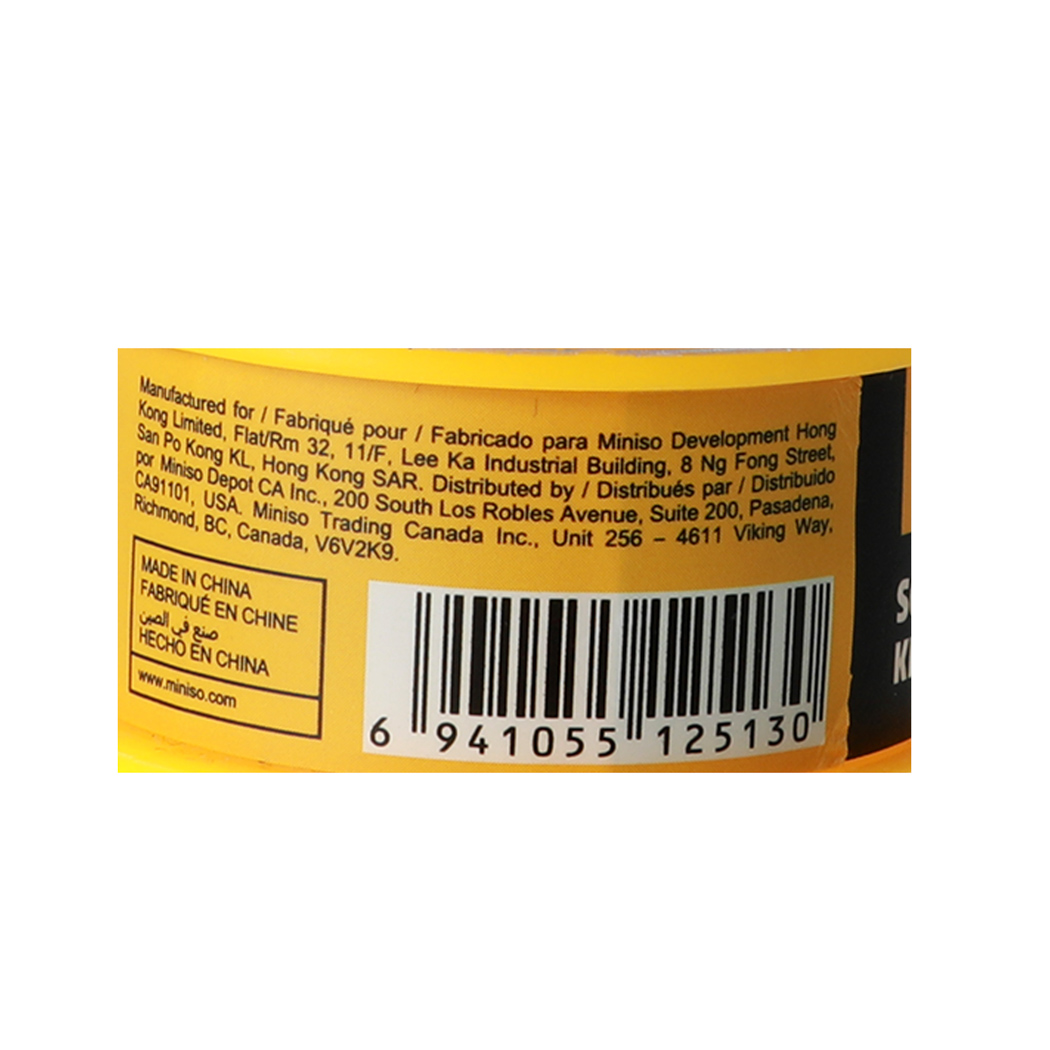 Manufactured for / Fabriqué pour / Fabricado para Miniso Development Hong
Kong Limited, Flat/Rm 32, 11/F, Lee Ka Industrial Building, 8 Ng Fong Street,
San Po Kong KL, Hong Kong SAR. Distributed by / Distribués par / Distribuido
por Miniso Depot CA Inc., 200 South Los Robles Avenue, Suite 200, Pasadena,
CA91101, USA. Miniso Trading Canada Inc., Unit 256 – 4611 Viking Way,
Richmond, BC, Canada, V6V2K9.
MADE IN CHINA
FABRIQUÉ EN CHINE
صنع في الصين
HECHO EN CHINA
www.miniso.com
6 941055 125130